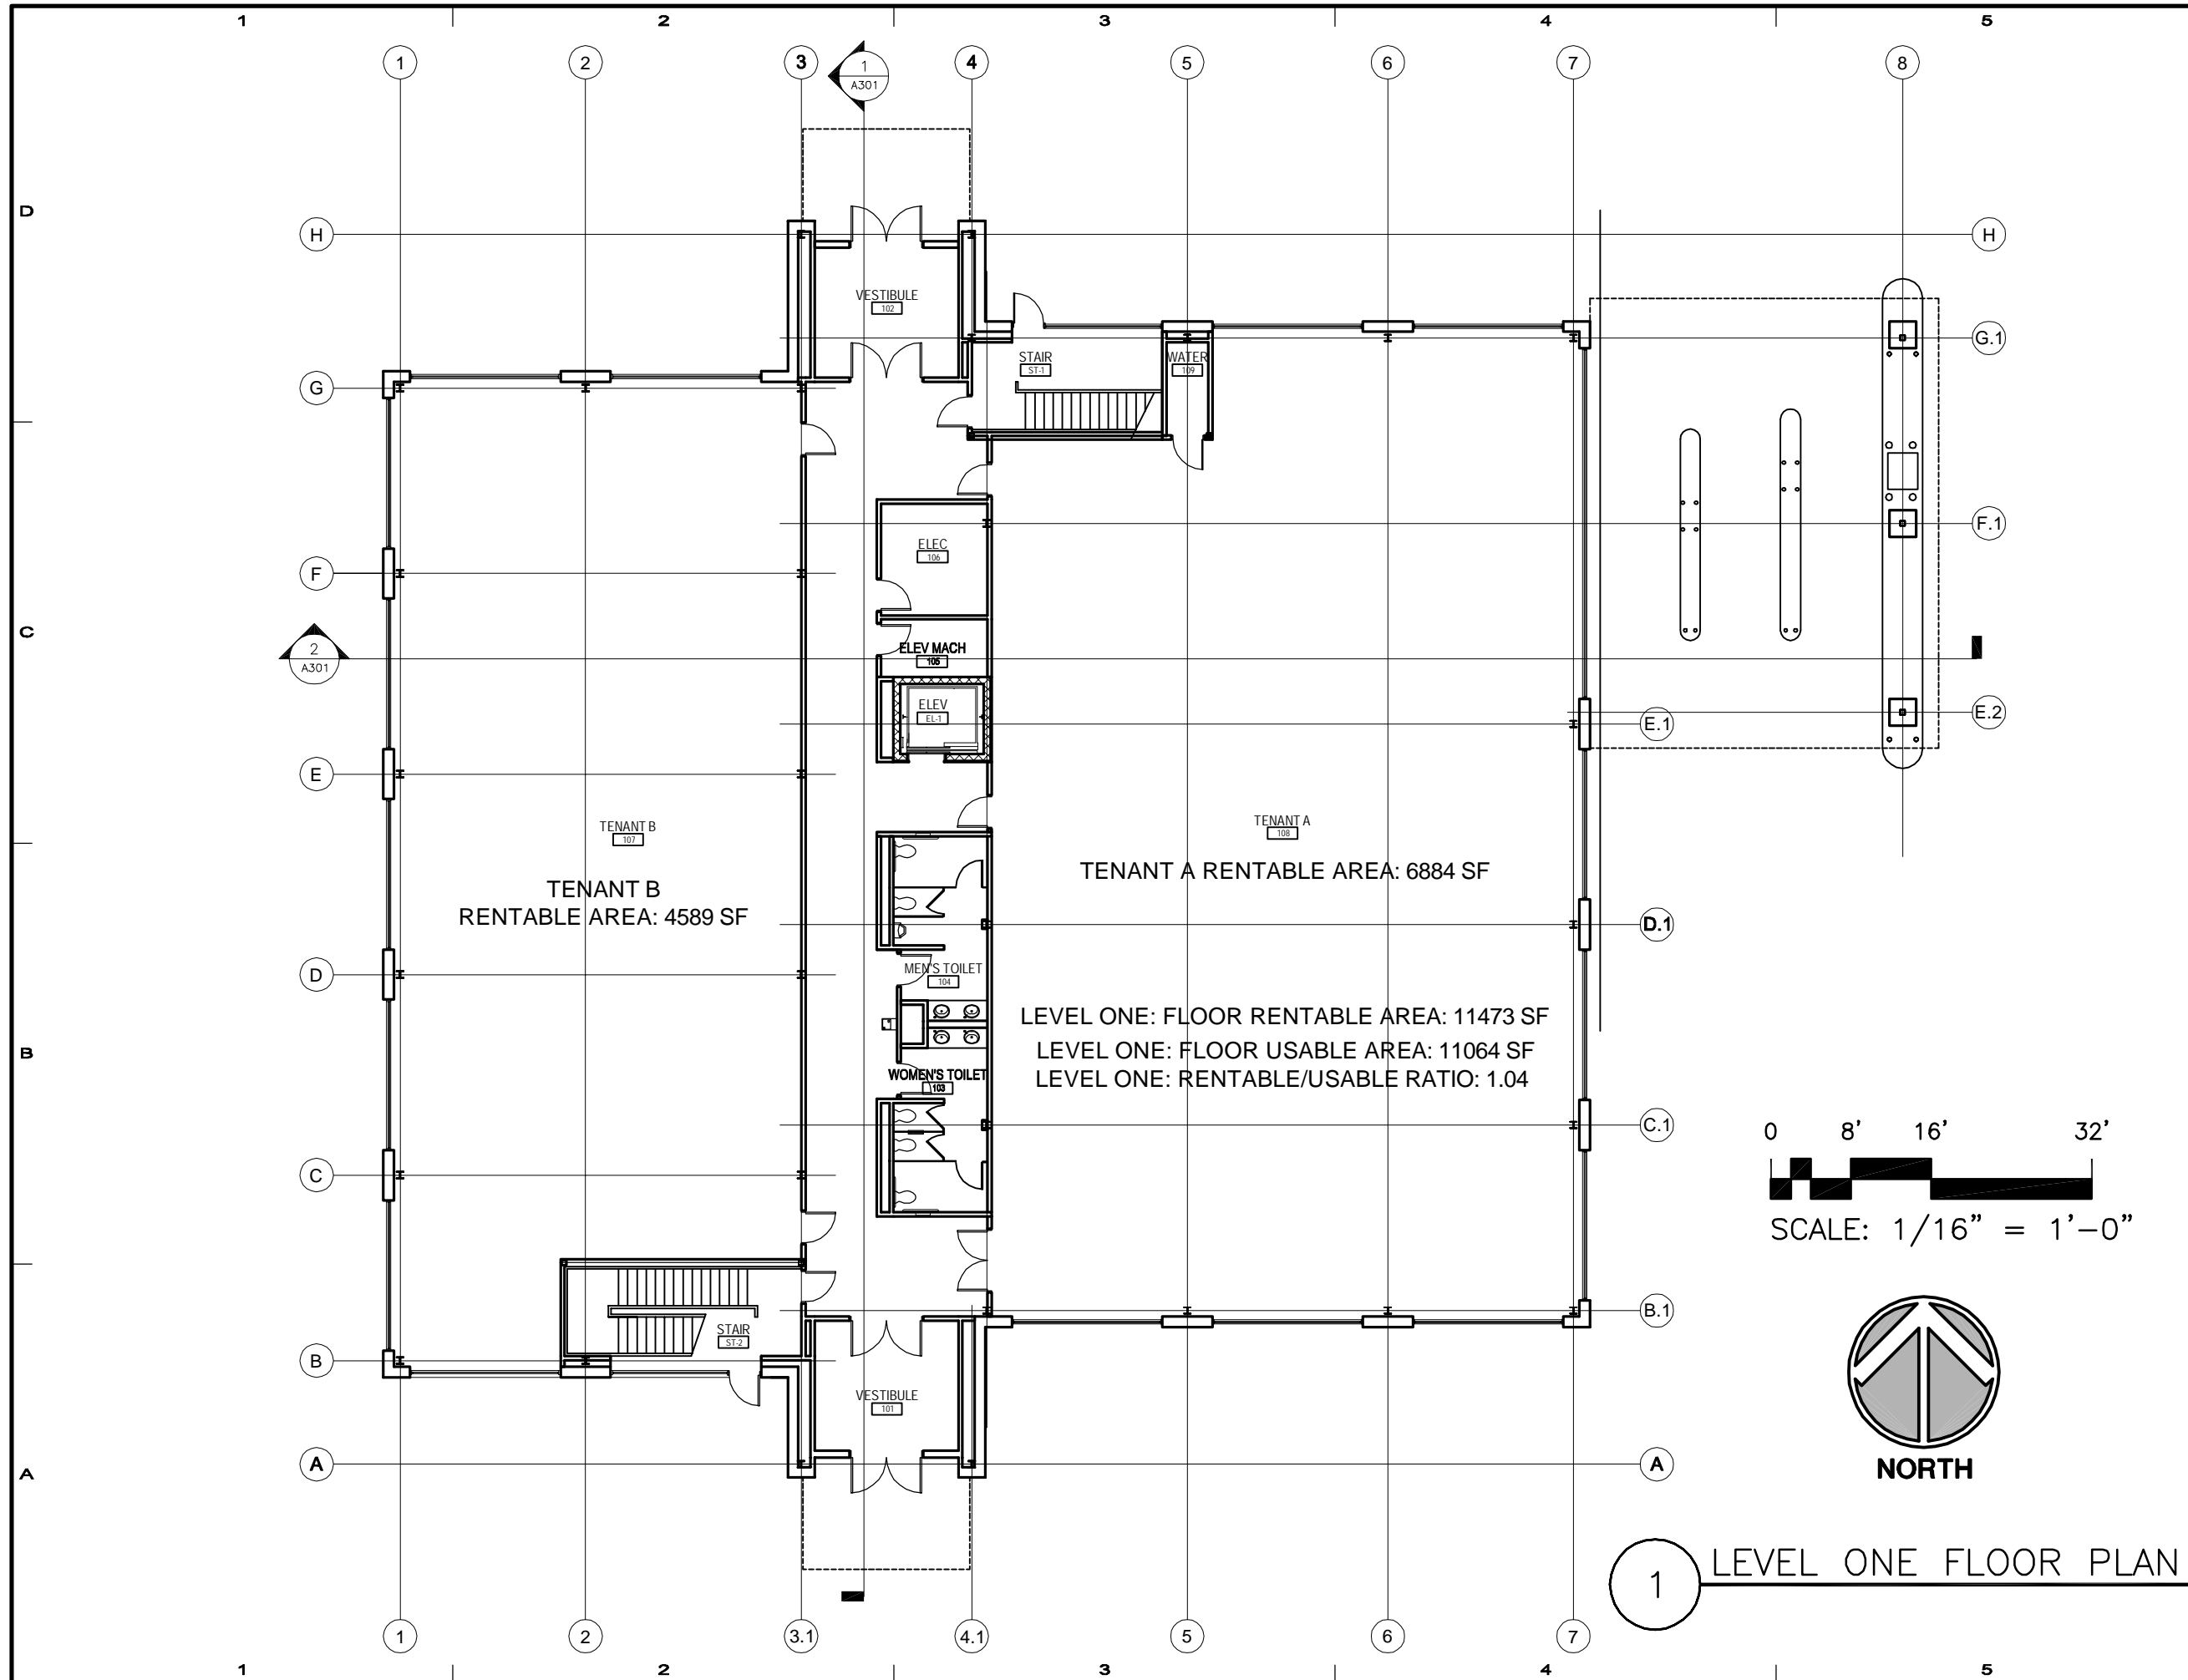 1 2 3 4 5
1 2 3 4 5 6 7 8
1
A301
D
H H
VESTIBULE
102
G.1
STAIR
ST-1
WATER
109
G
F.1
ELEC
106
F
C
2
A301
ELEV MACH
105
ELEV
EL-1
E.2
E.1
E
TENANT A
108
TENANT B
107
TENANT A RENTABLE AREA: 6884 SF
TENANT B
RENTABLE AREA: 4589 SF
D.1
MEN'S TOILET
104
D
LEVEL ONE: FLOOR RENTABLE AREA: 11473 SF
LEVEL ONE: FLOOR USABLE AREA: 11064 SF
LEVEL ONE: RENTABLE/USABLE RATIO: 1.04
B
WOMEN'S TOILET
103
C.1
0 8' 16' 32'
C
SCALE: 1/16" = 1'-0"
B.1
STAIR
ST-2
B
VESTIBULE
101
A A
NORTH
A
1 LEVEL ONE FLOOR PLAN
1 2 3.1 4.1 5 6 7
1 2 3 4 5